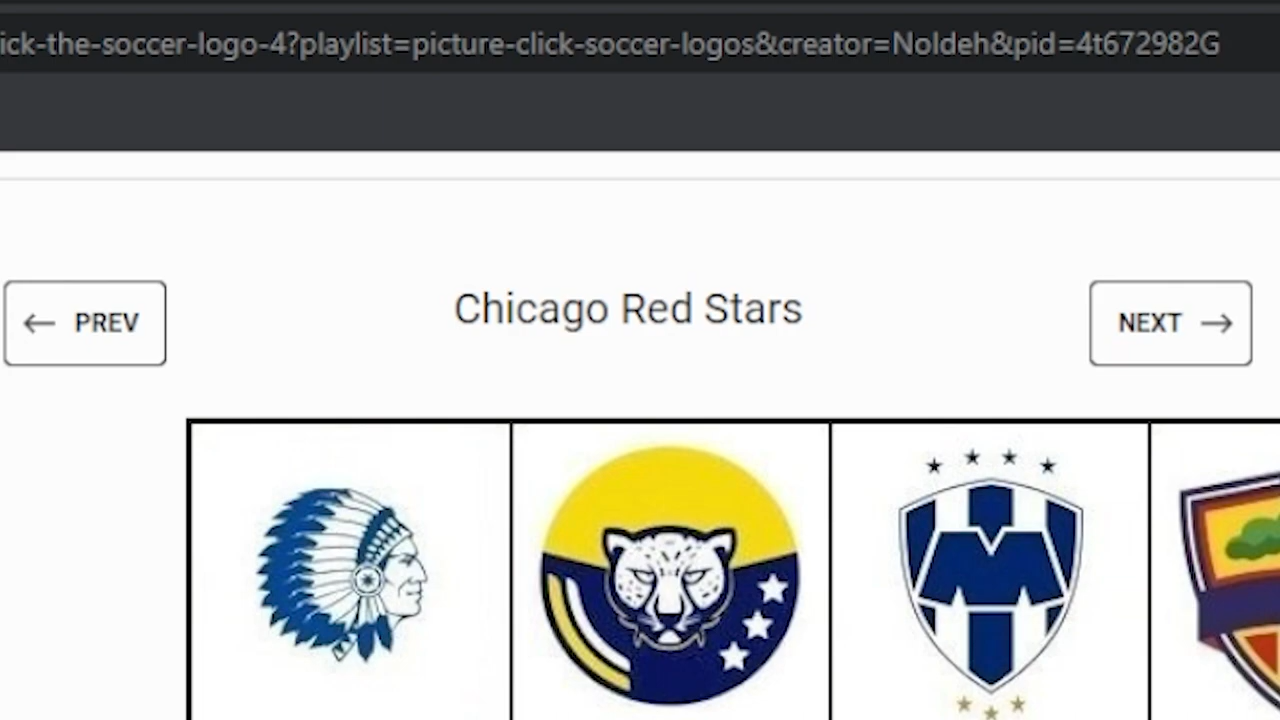 ick-the-soccer-logo-4?playlist=picture-click-soccer-logos&creator=Noldeh&pid=4t672982G
← PREV
Chicago Red Stars
NEXT →